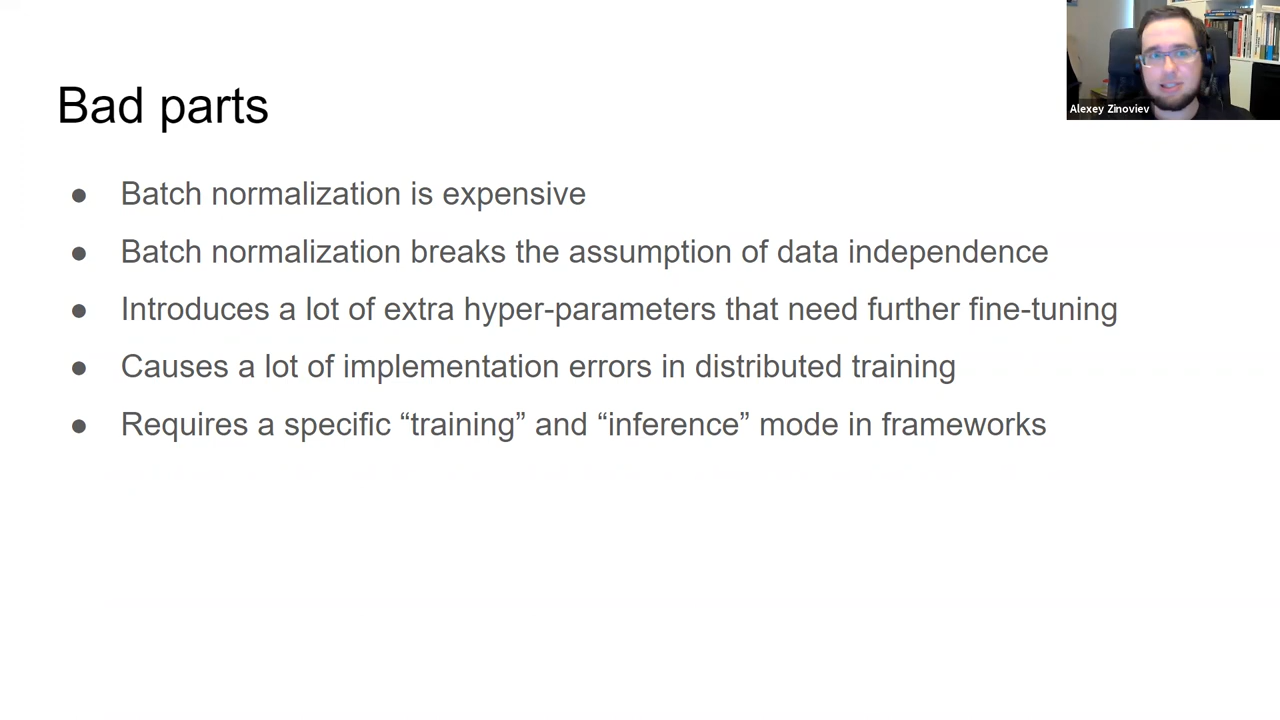 Bad parts
Alexey Zinoviev
● Batch normalization is expensive
● Batch normalization breaks the assumption of data independence
● Introduces a lot of extra hyper-parameters that need further fine-tuning
● Causes a lot of implementation errors in distributed training
● Requires a specific “training” and “inference” mode in frameworks